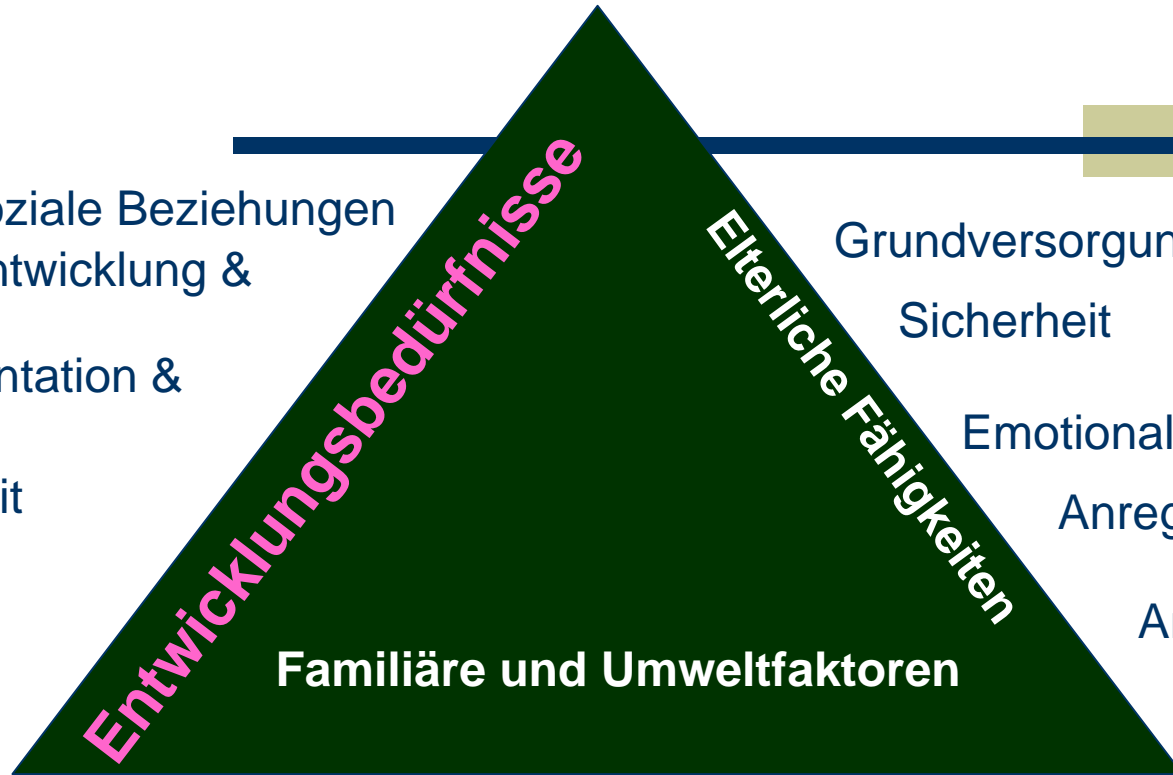 oziale Beziehungen
ntwicklung &
ntation &
it
Entwicklungsbedürfnisse
Elterliche Fähigkeiten
Familiäre und Umweltfaktoren
Grundversorgun
Sicherheit
Emotional
Anreg